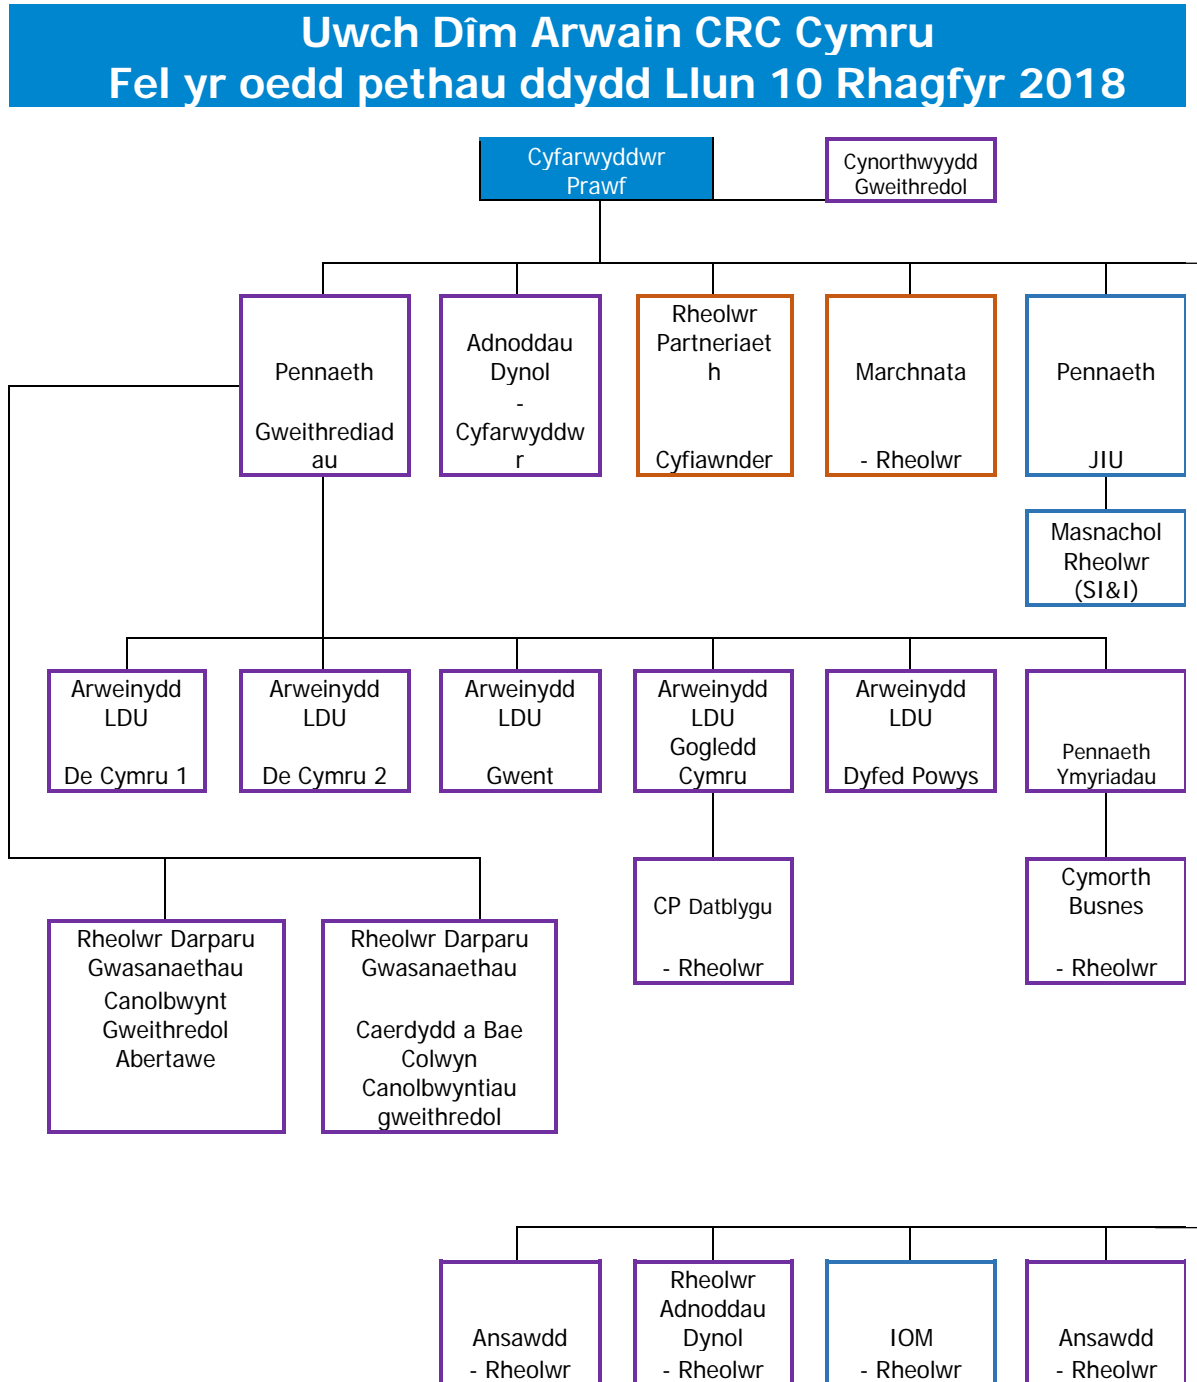 Uwch Dîm Arwain CRC Cymru
Fel yr oedd pethau ddydd Llun 10 Rhagfyr 2018
Cyfarwyddwr
Prawf
Cynorthwyydd
Gweithredol
Pennaeth
Gweithrediad
au
Adnoddau
Dynol
-
Cyfarwyddw
r
Rheolwr
Partneriaet
h
Cyfiawnder
Marchnata
- Rheolwr
Pennaeth
JIU
Masnachol
Rheolwr
(SI&I)
Arweinydd
LDU
De Cymru 1
Arweinydd
LDU
De Cymru 2
Arweinydd
LDU
Gwent
Arweinydd
LDU
Gogledd
Cymru
Arweinydd
LDU
Dyfed Powys
Pennaeth
Ymyriadau
CP Datblygu
- Rheolwr
Cymorth
Busnes
- Rheolwr
Rheolwr Darparu
Gwasanaethau
Canolbwynt
Gweithredol
Abertawe
Rheolwr Darparu
Gwasanaethau
Caerdydd a Bae
Colwyn
Canolbwyntiau
gweithredol
Ansawdd
- Rheolwr
Rheolwr
Adnoddau
Dynol
- Rheolwr
IOM
- Rheolwr
Ansawdd
- Rheolwr